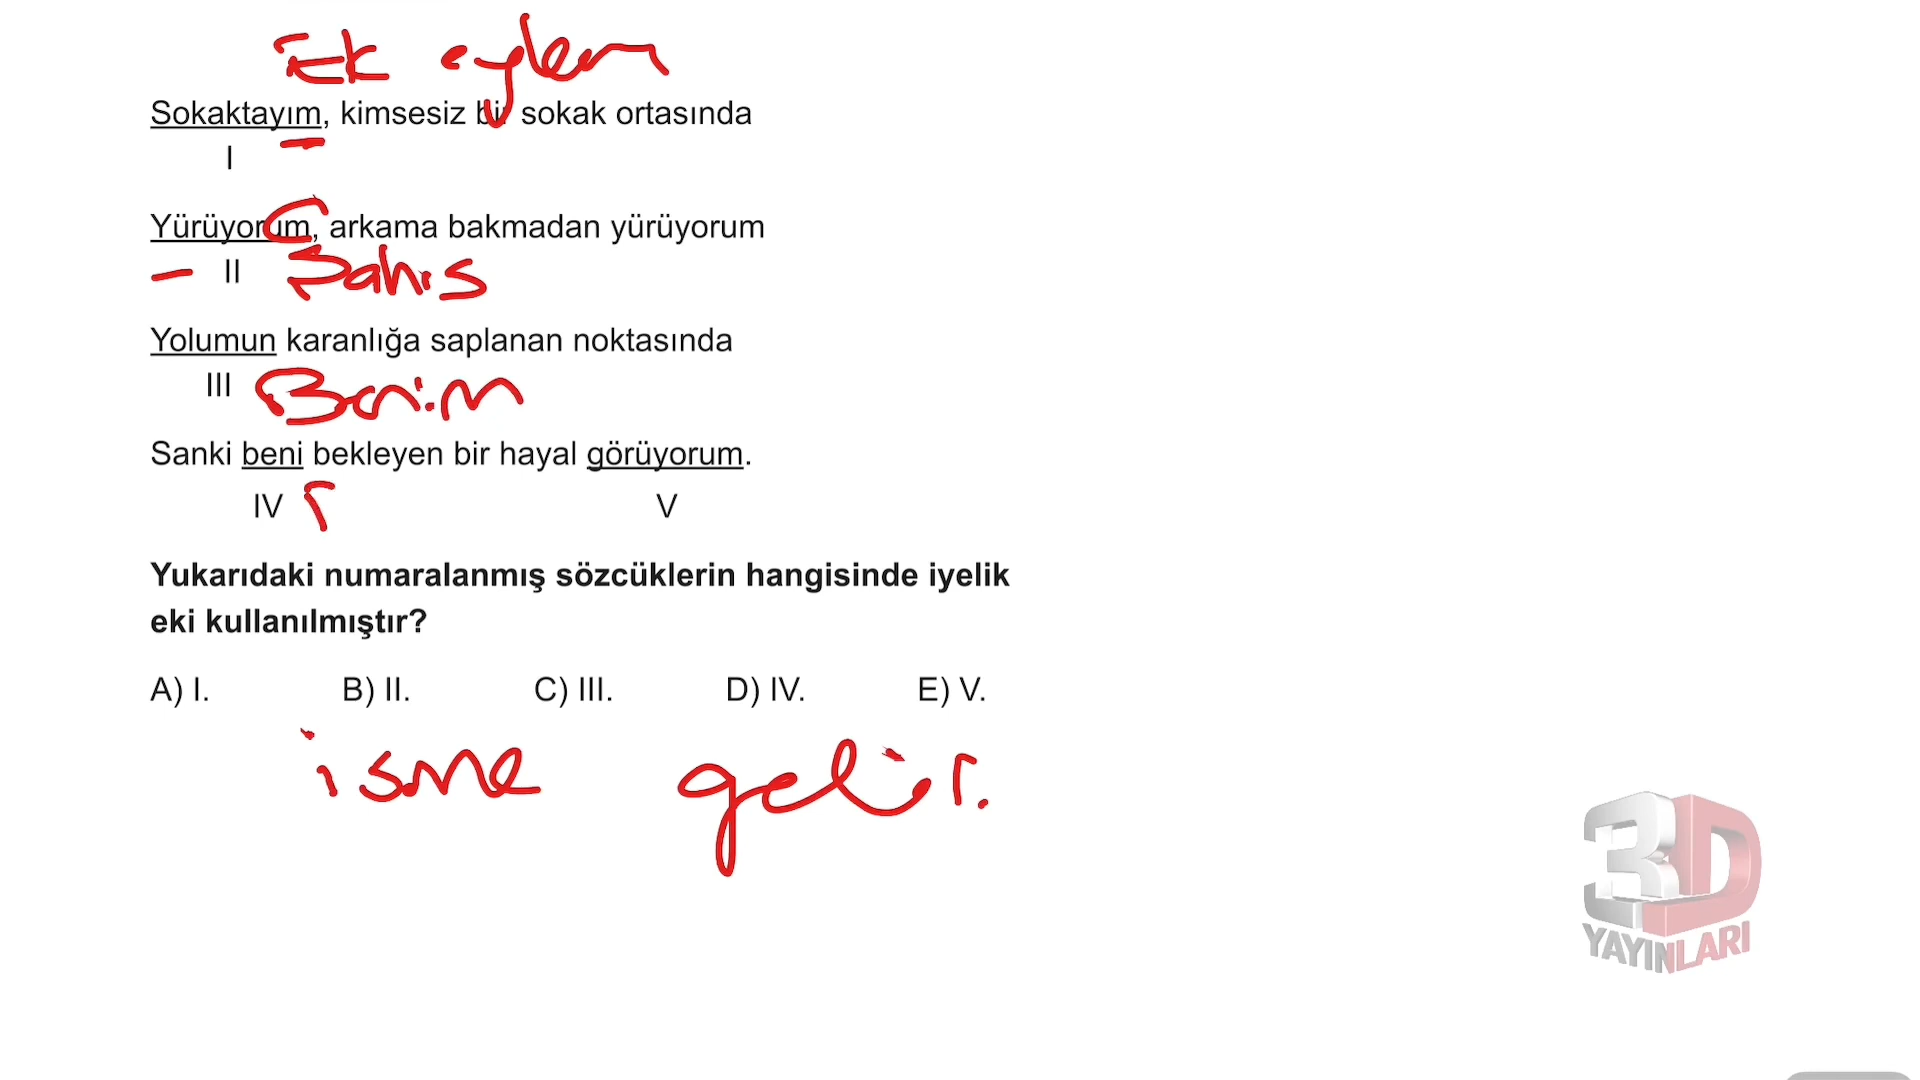 Ek eylem
Sokaktayım, kimsesiz bir sokak ortasında
I
Yürüyorum, arkama bakmadan yürüyorum
II Şahıs
Yolumun karanlığa saplanan noktasında
III Benim
Sanki beni bekleyen bir hayal görüyorum.
IV V
Yukarıdaki numaralanmış sözcüklerin hangisinde iyelik
eki kullanılmıştır?
A) I. B) II. C) III. D) IV. E) V.
isme gelir.
3D
YAYINLARI